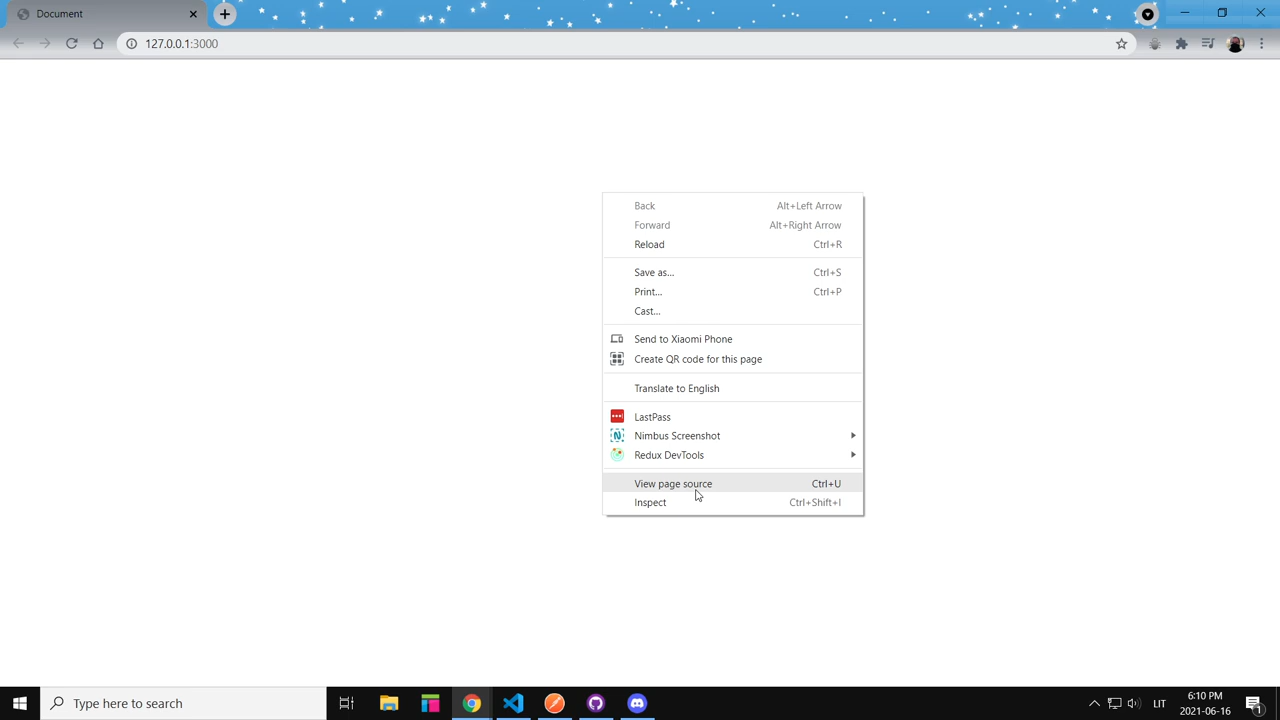 Document
127.0.0.1:3000
Back Alt+Left Arrow
Forward Alt+Right Arrow
Reload Ctrl+R
Save as... Ctrl+S
Print... Ctrl+P
Cast...
Send to Xiaomi Phone
Create QR code for this page
Translate to English
LastPass
N Nimbus Screenshot
Redux DevTools
View page source Ctrl+U
Inspect Ctrl+Shift+I
Type here to search
LIT
6:10 PM
2021-06-16
1